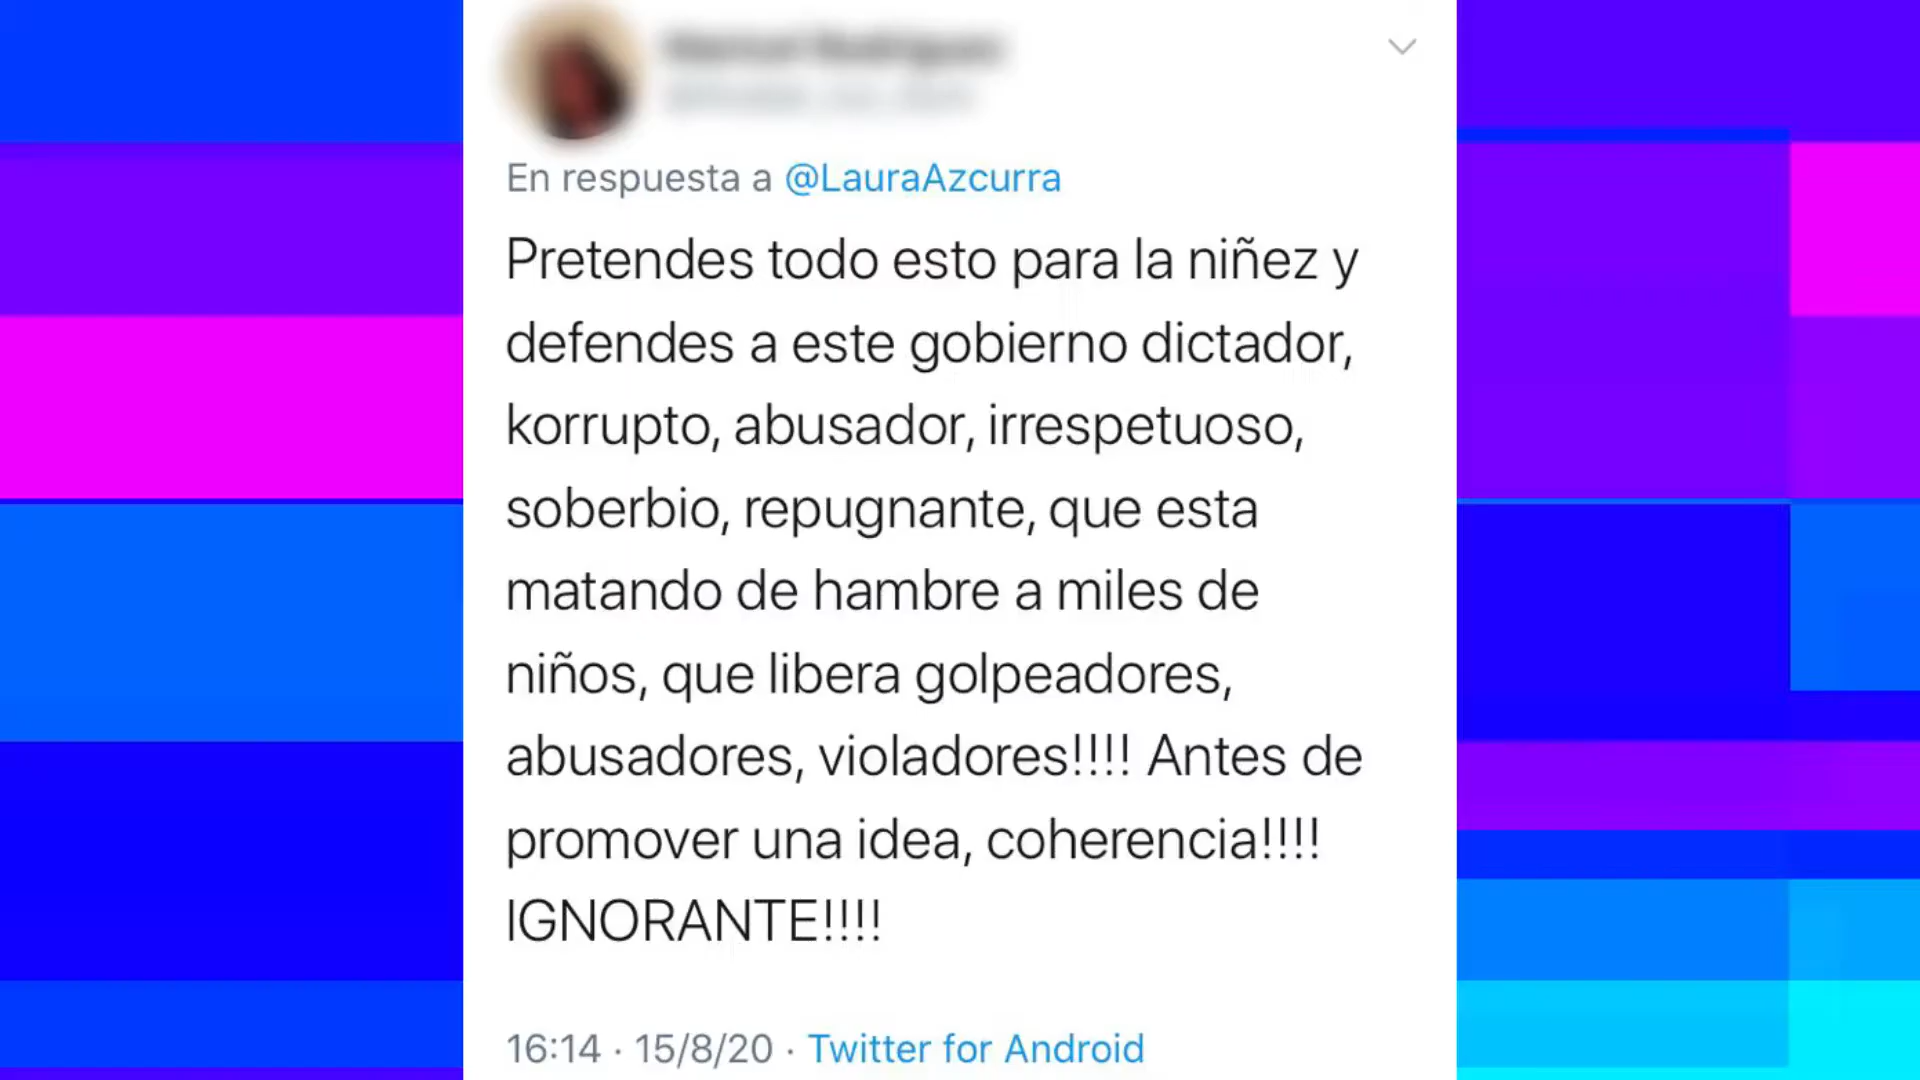 En respuesta a @LauraAzcurra
Pretendes todo esto para la niñez y
defendes a este gobierno dictador,
korrupto, abusador, irrespetuoso,
soberbio, repugnante, que esta
matando de hambre a miles de
niños, que libera golpeadores,
abusadores, violadores!!!! Antes de
promover una idea, coherencia!!!!
IGNORANTE!!!!
16:14 · 15/8/20 · Twitter for Android